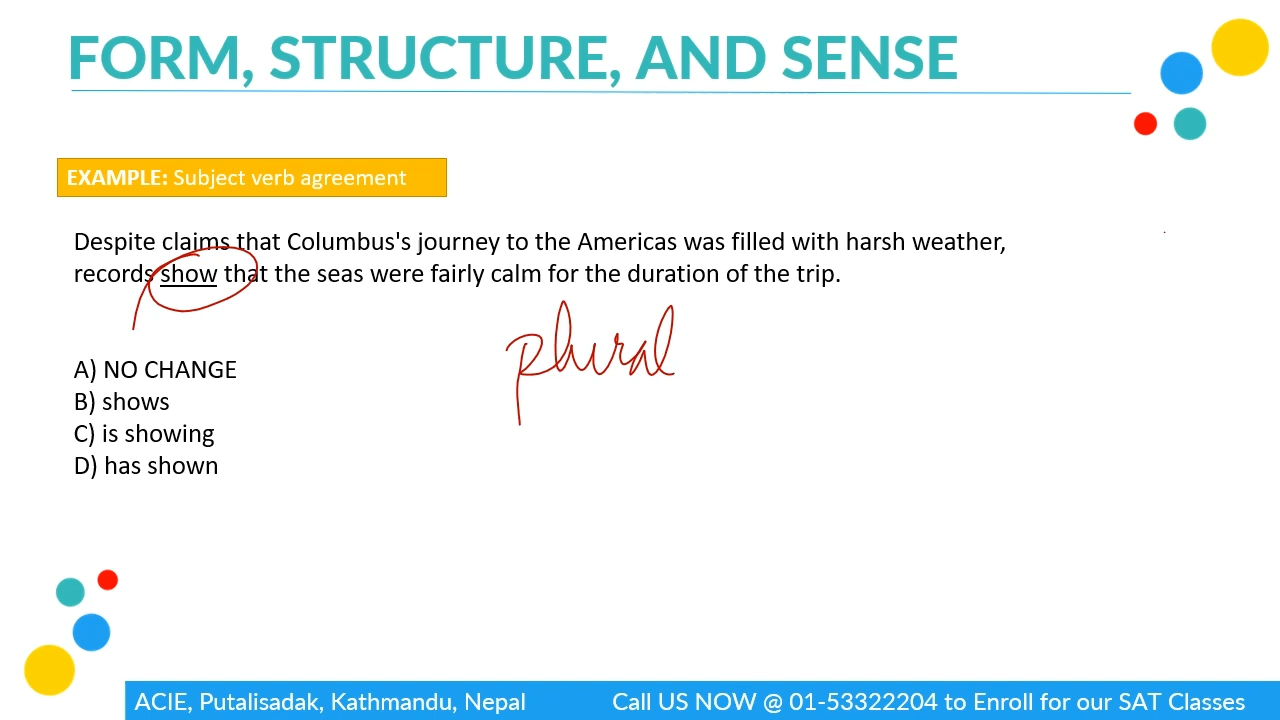 FORM, STRUCTURE, AND SENSE
EXAMPLE: Subject verb agreement
Despite claims that Columbus's journey to the Americas was filled with harsh weather,
records show that the seas were fairly calm for the duration of the trip.
plural
A) NO CHANGE
B) shows
C) is showing
D) has shown
ACIE, Putalisadak, Kathmandu, Nepal
Call US NOW @ 01-53322204 to Enroll for our SAT Classes